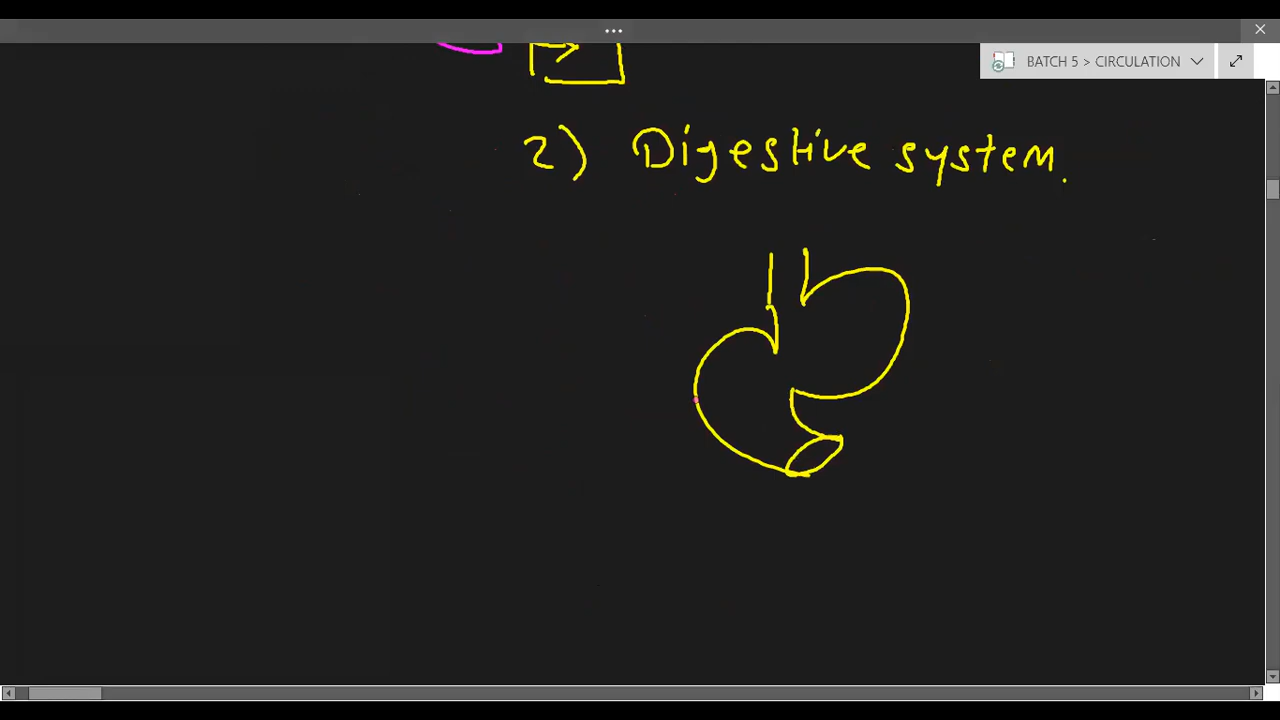 BATCH 5 > CIRCULATION
2) Digestive system.